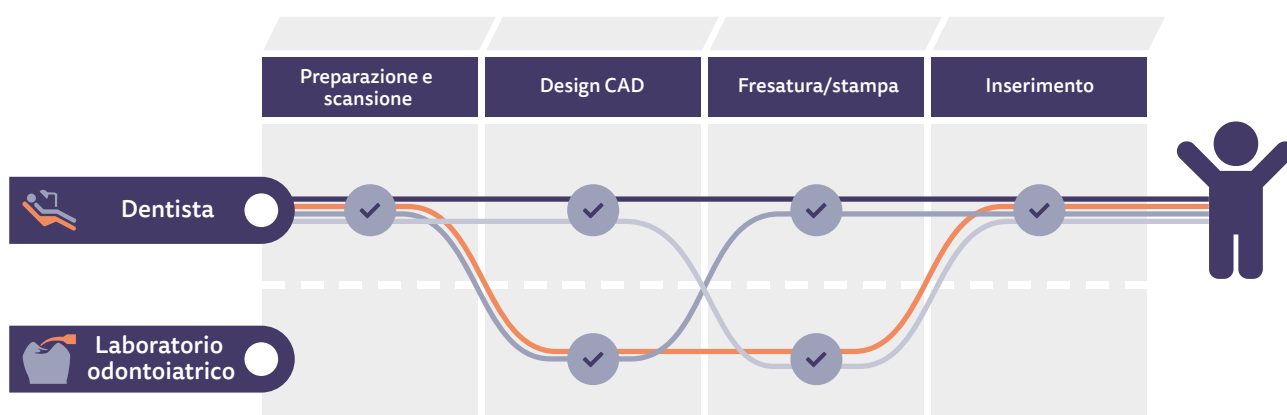 Preparazione e
scansione
Design CAD
Fresatura/stampa
Inserimento
Dentista
Laboratorio
odontoiatrico